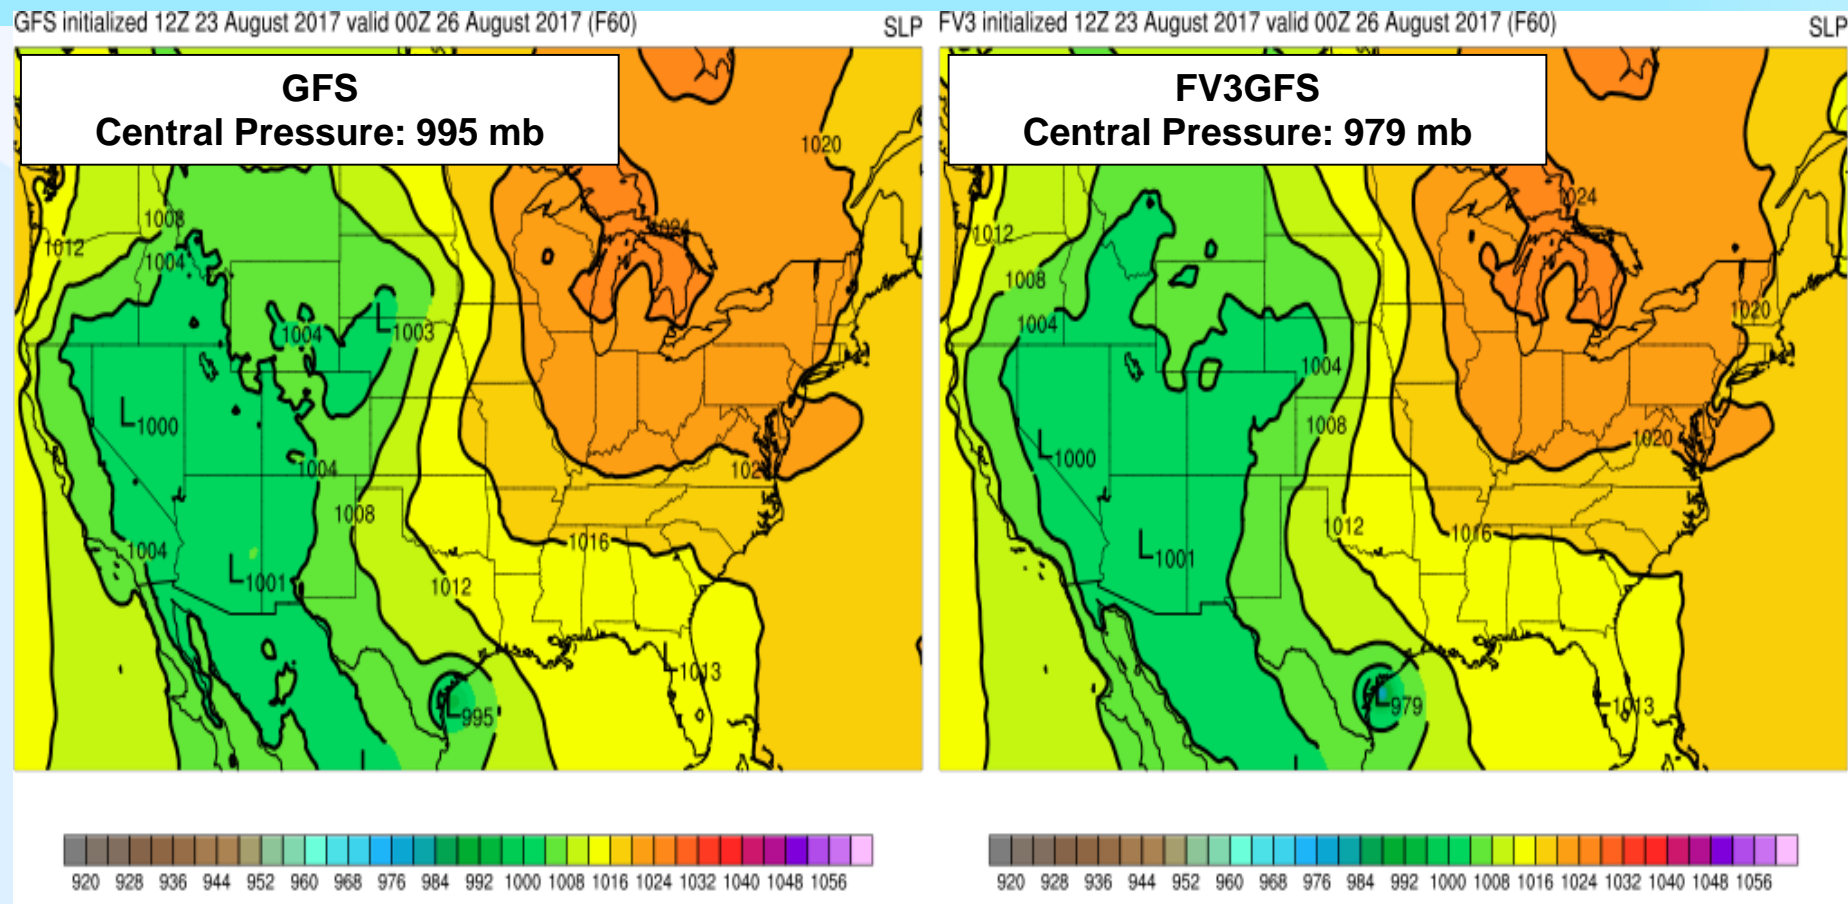 GFS initialized 12Z 23 August 2017 valid 00Z 26 August 2017 (F60) SLP
GFS
Central Pressure: 995 mb
1020
1008
1024
1012
1004
1004
L1003
L1000
1004
102
1008
1004
1016
L1001
1012
L1013
L995
L
920 928 936 944 952 960 968 976 984 992 1000 1008 1016 1024 1032 1040 1048 1056
FV3 initialized 12Z 23 August 2017 valid 00Z 26 August 2017 (F60) SLP
FV3GFS
Central Pressure: 979 mb
1024
1012
1008
1020
1004
1004
1008
1020
L1000
1012
1016
L1001
L979
1013
L
920 928 936 944 952 960 968 976 984 992 1000 1008 1016 1024 1032 1040 1048 1056